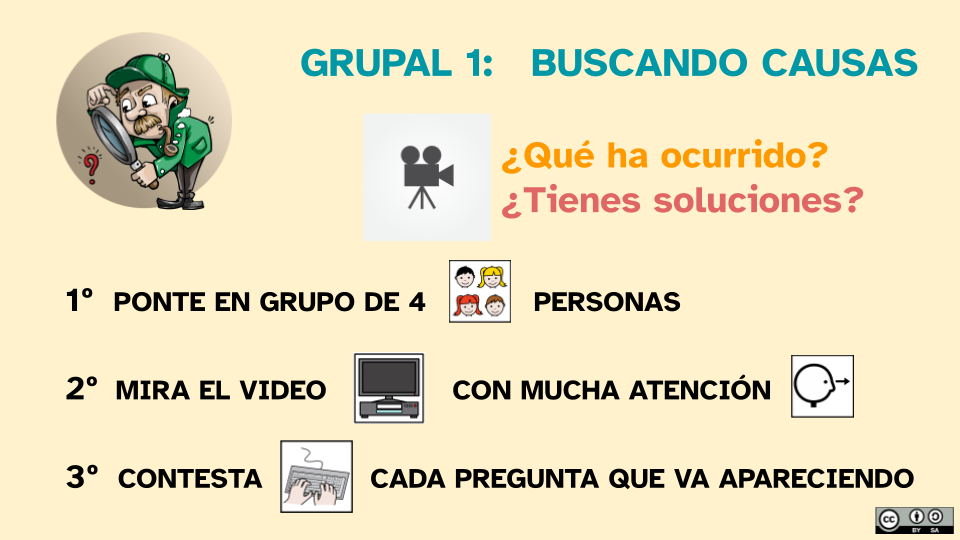 GRUPAL 1: BUSCANDO CAUSAS
¿Qué ha ocurrido?
¿Tienes soluciones?
1º PONTE EN GRUPO DE 4 PERSONAS
2º MIRA EL VIDEO CON MUCHA ATENCIÓN
3º CONTESTA CADA PREGUNTA QUE VA APARECIENDO
?
cc BY SA